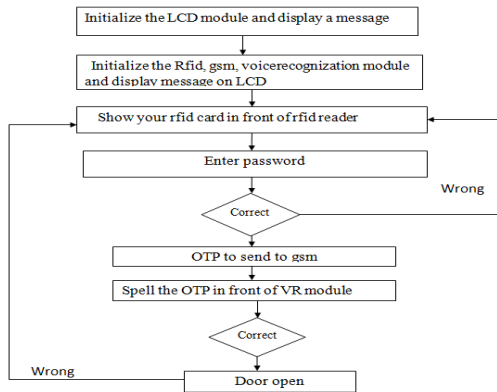 Initialize the LCD module and display a message
Initialize the Rfid, gsm, voicerecognization module
and display message on LCD
Show your rfid card in front of rfid reader
Enter password
Wrong
Correct
OTP to send to gsm
Spell the OTP in front of VR module
Correct
Wrong
Door open